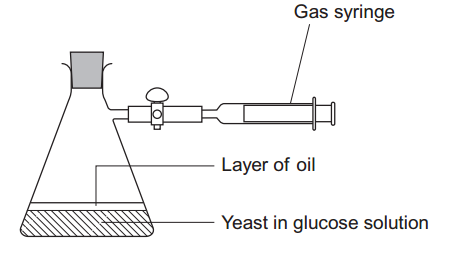 Gas syringe
Layer of oil
Yeast in glucose solution